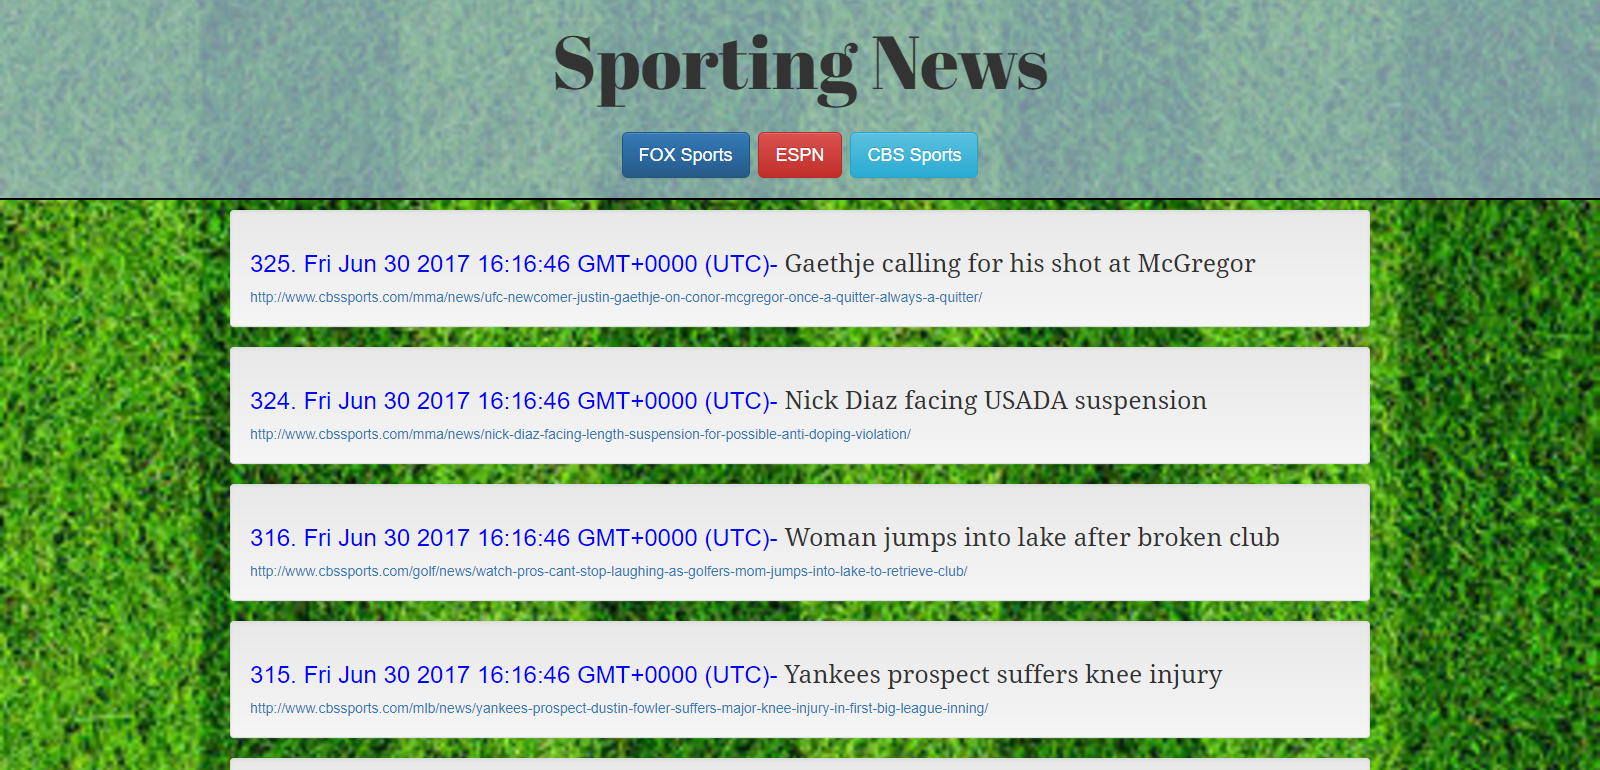 Sporting News
FOX Sports
ESPN
CBS Sports
325. Fri Jun 30 2017 16:16:46 GMT+0000 (UTC)- Gaethje calling for his shot at McGregor
http://www.cbssports.com/mma/news/ufc-newcomer-justin-gaethje-on-conor-mcgregor-once-a-quitter-always-a-quitter/
324. Fri Jun 30 2017 16:16:46 GMT+0000 (UTC)- Nick Diaz facing USADA suspension
http://www.cbssports.com/mma/news/nick-diaz-facing-length-suspension-for-possible-anti-doping-violation/
316. Fri Jun 30 2017 16:16:46 GMT+0000 (UTC)- Woman jumps into lake after broken club
http://www.cbssports.com/golf/news/watch-pros-cant-stop-laughing-as-golfers-mom-jumps-into-lake-to-retrieve-club/
315. Fri Jun 30 2017 16:16:46 GMT+0000 (UTC)- Yankees prospect suffers knee injury
http://www.cbssports.com/mlb/news/yankees-prospect-dustin-fowler-suffers-major-knee-injury-in-first-big-league-inning/